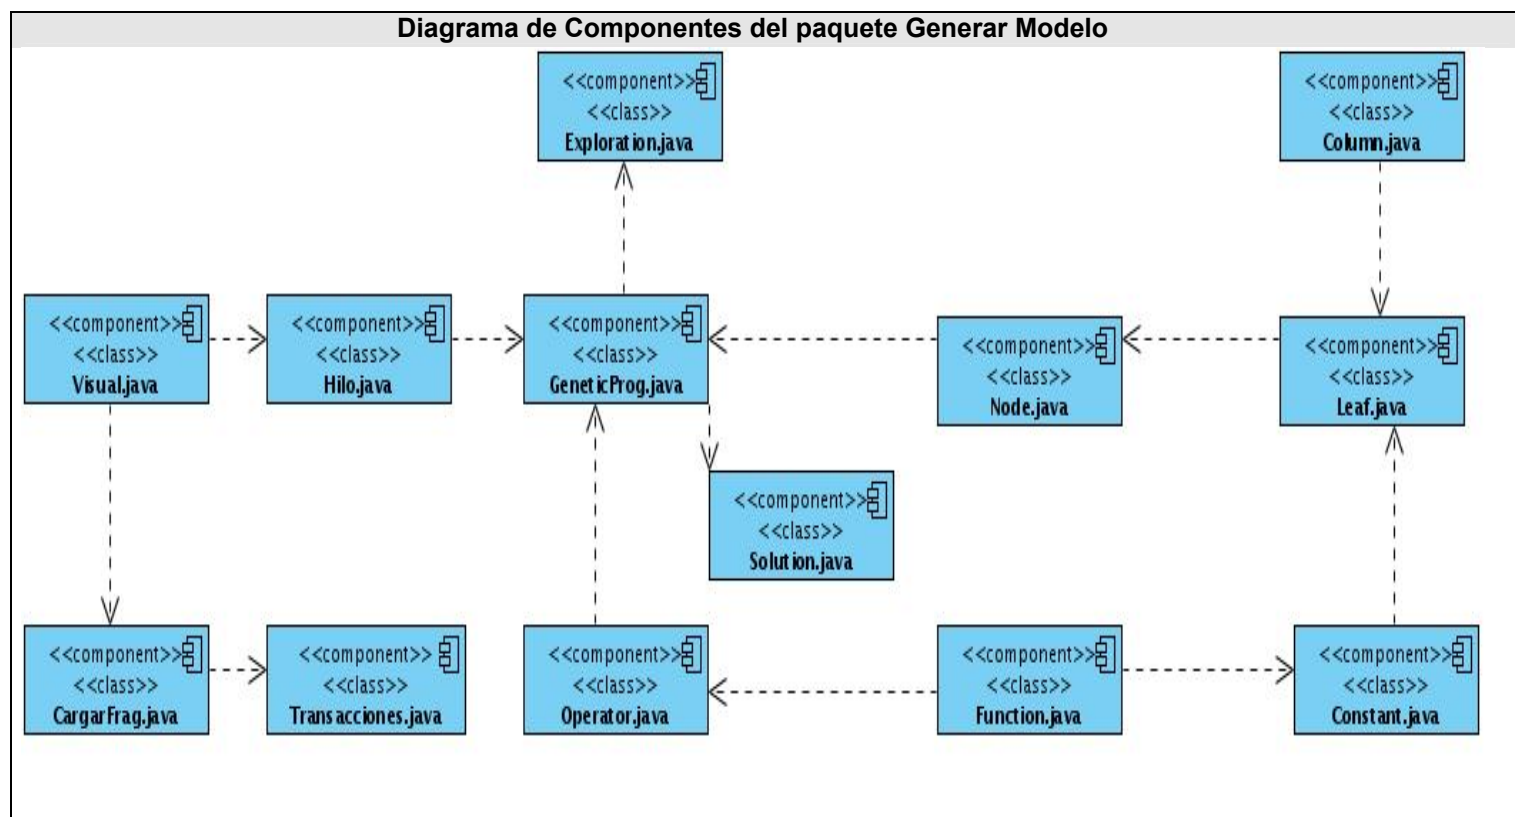 Diagrama de Componentes del paquete Generar Modelo
<<component>>
<<class>>
Exploration.java
<<component>>
<<class>>
Column.java
<<component>>
<<class>>
Visual.java
<<component>>
<<class>>
Hilo.java
<<component>>
<<class>>
GeneticProg.java
<<component>>
<<class>>
Node.java
<<component>>
<<class>>
Leaf.java
<<component>>
<<class>>
Solution.java
<<component>>
<<class>>
CargarFrag.java
<<component>>
<<class>>
Transacciones.java
<<component>>
<<class>>
Operator.java
<<component>>
<<class>>
Function.java
<<component>>
<<class>>
Constant.java